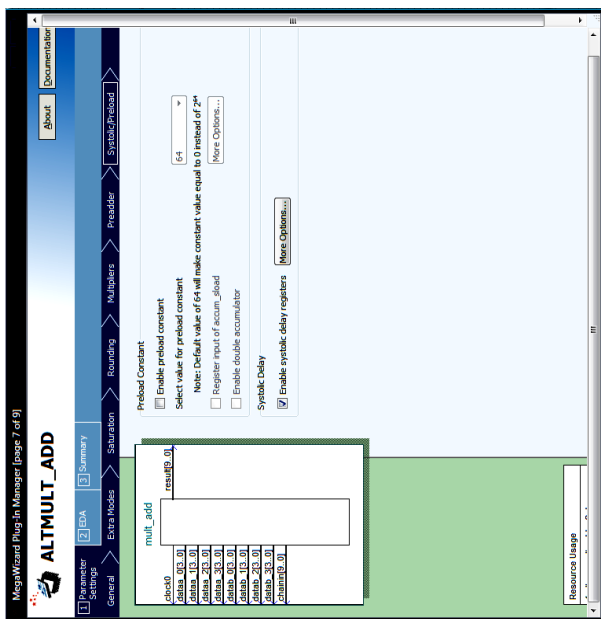 MegaWizard Plug-In Manager [page 7 of 9]
ALTMULT_ADD
About
Documentation
1 Parameter Settings
2 EDA
3 Summary
General
Extra Modes
Saturation
Rounding
Multipliers
Preadder
Systolic/Preload
mult_add
clock0
result[9..0]
dataa_0[3..0]
dataa_1[3..0]
dataa_2[3..0]
dataa_3[3..0]
datab_0[3..0]
datab_1[3..0]
datab_2[3..0]
datab_3[3..0]
chainin[9..0]
Preload Constant
Enable preload constant
Select value for preload constant
64
Note: Default value of 64 will make constant value equal to 0 instead of 2⁶⁴
Register input of accum_sload
More Options...
Enable double accumulator
Systolic Delay
Enable systolic delay registers
More Options...
Resource Usage